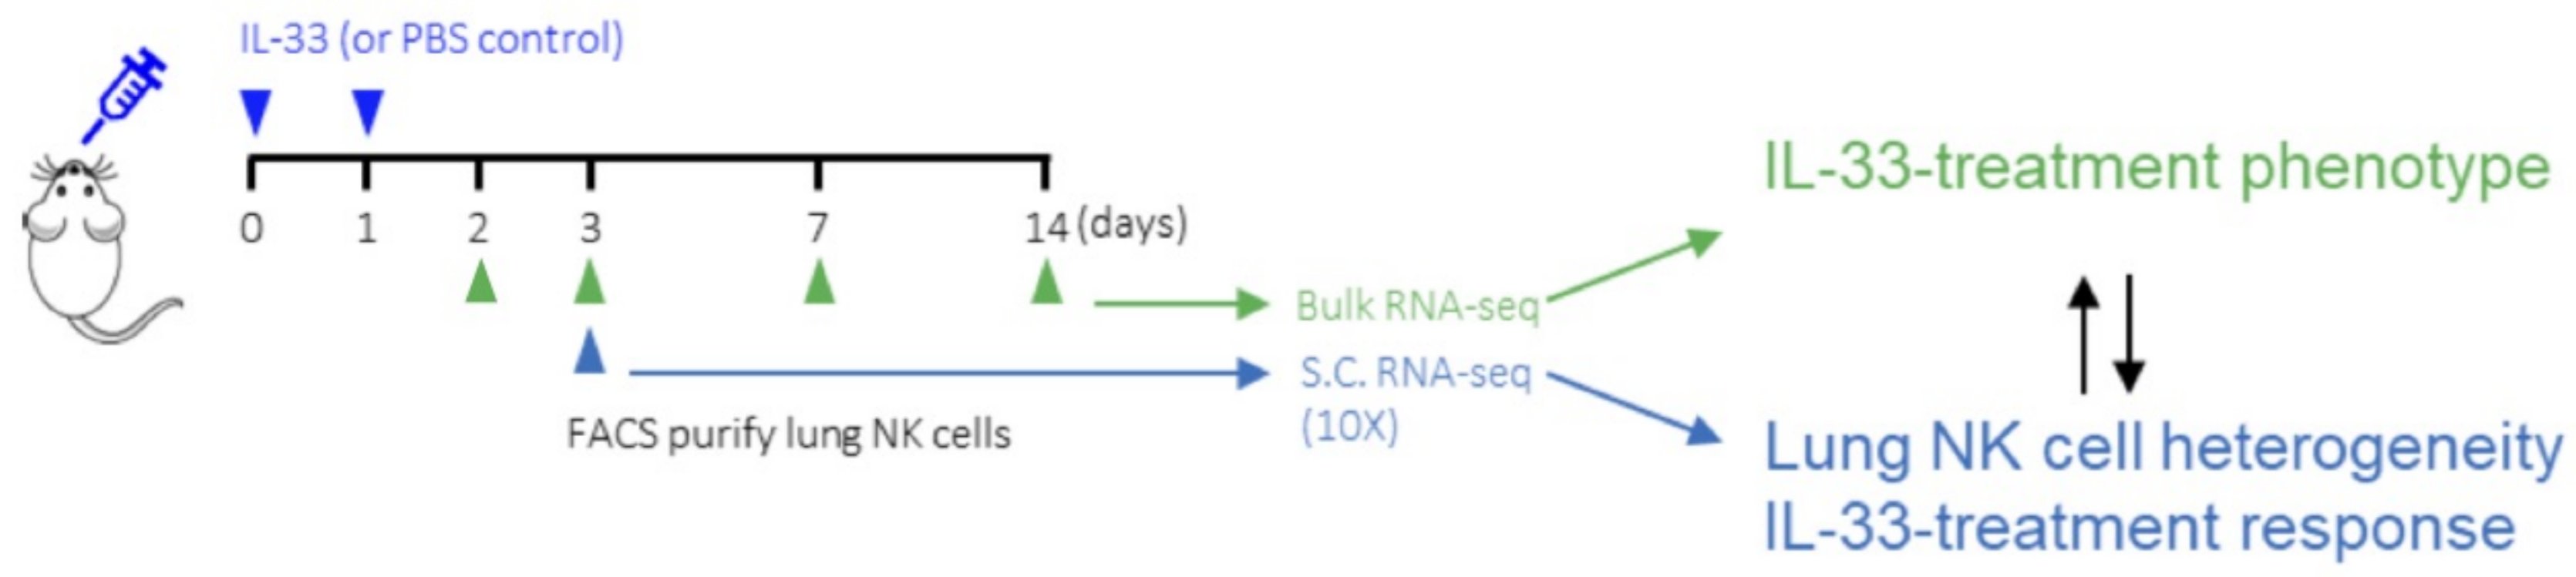 IL-33 (or PBS control)
0 1 2 3 7 14 (days)
IL-33-treatment phenotype
Bulk RNA-seq
S.C. RNA-seq
(10X)
FACS purify lung NK cells
Lung NK cell heterogeneity
IL-33-treatment response